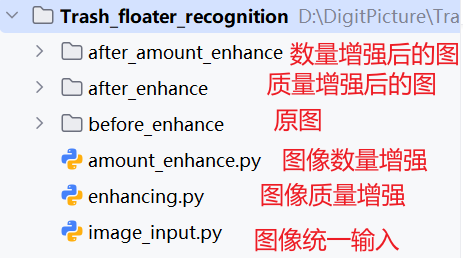 Trash_floater_recognition D:\DigitPicture\Tra
after_amount_enhance 数量增强后的图
after_enhance 质量增强后的图
before_enhance 原图
amount_enhance.py 图像数量增强
enhancing.py 图像质量增强
image_input.py 图像统一输入